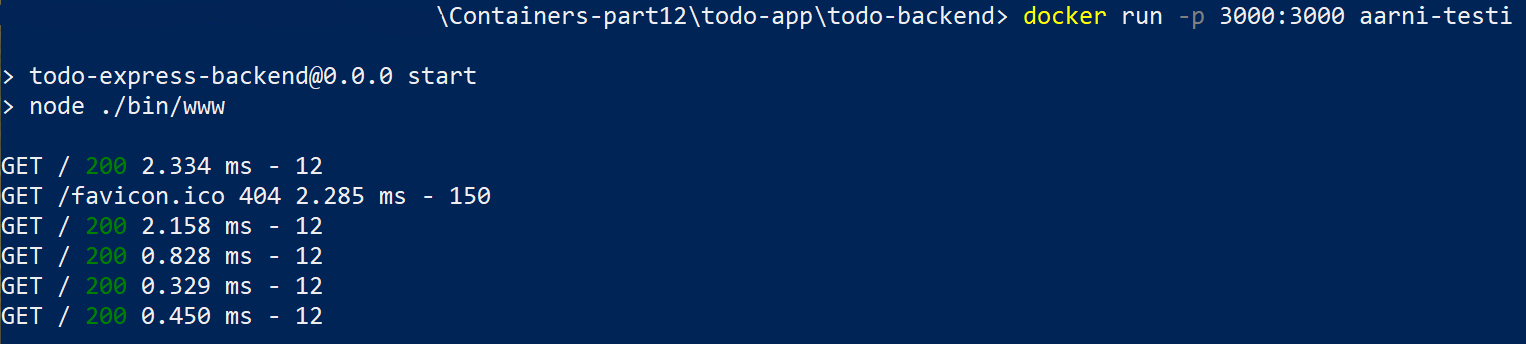 \Containers-part12\todo-app\todo-backend> docker run -p 3000:3000 aarni-testi
> todo-express-backend@0.0.0 start
> node ./bin/www
GET / 200 2.334 ms - 12
GET /favicon.ico 404 2.285 ms - 150
GET / 200 2.158 ms - 12
GET / 200 0.828 ms - 12
GET / 200 0.329 ms - 12
GET / 200 0.450 ms - 12